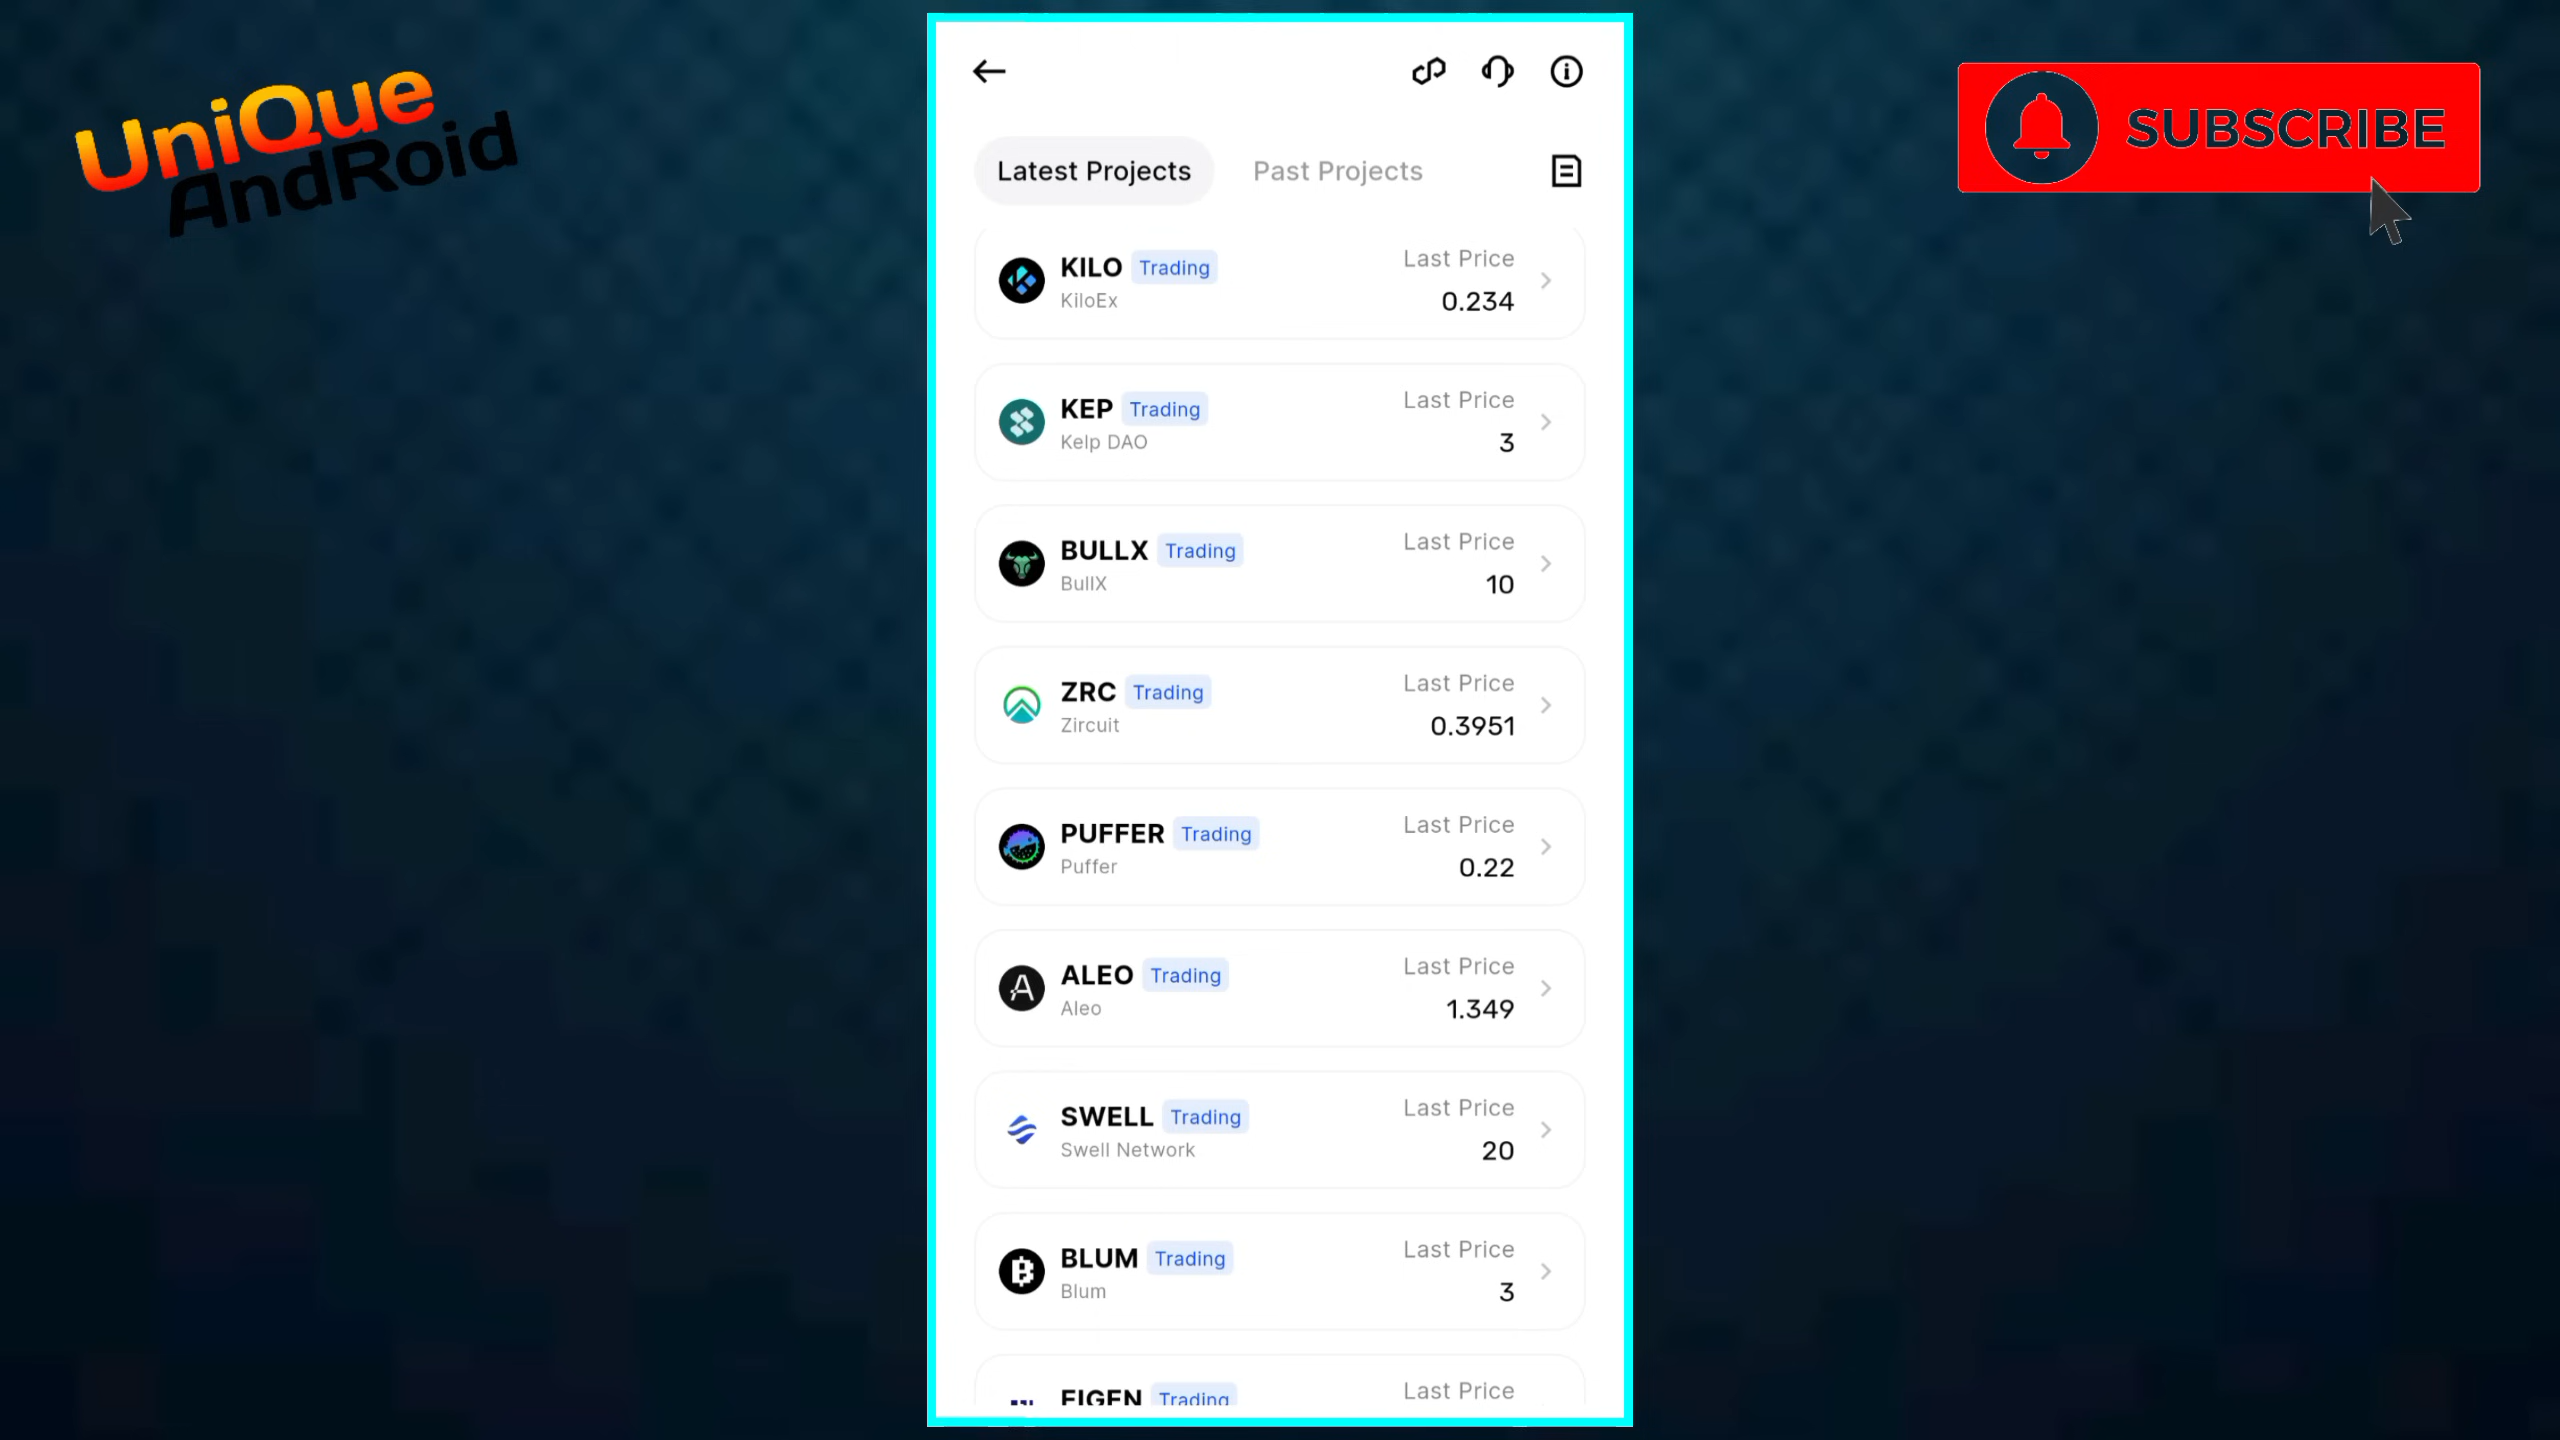 UniQue
AndRoid
SUBSCRIBE
Latest Projects
Past Projects
KILO Trading
KiloEx
Last Price
0.234
KEP Trading
Kelp DAO
Last Price
3
BULLX Trading
BullX
Last Price
10
ZRC Trading
Zircuit
Last Price
0.3951
PUFFER Trading
Puffer
Last Price
0.22
ALEO Trading
Aleo
Last Price
1.349
SWELL Trading
Swell Network
Last Price
20
BLUM Trading
Blum
Last Price
3
EIGEN Trading
Last Price